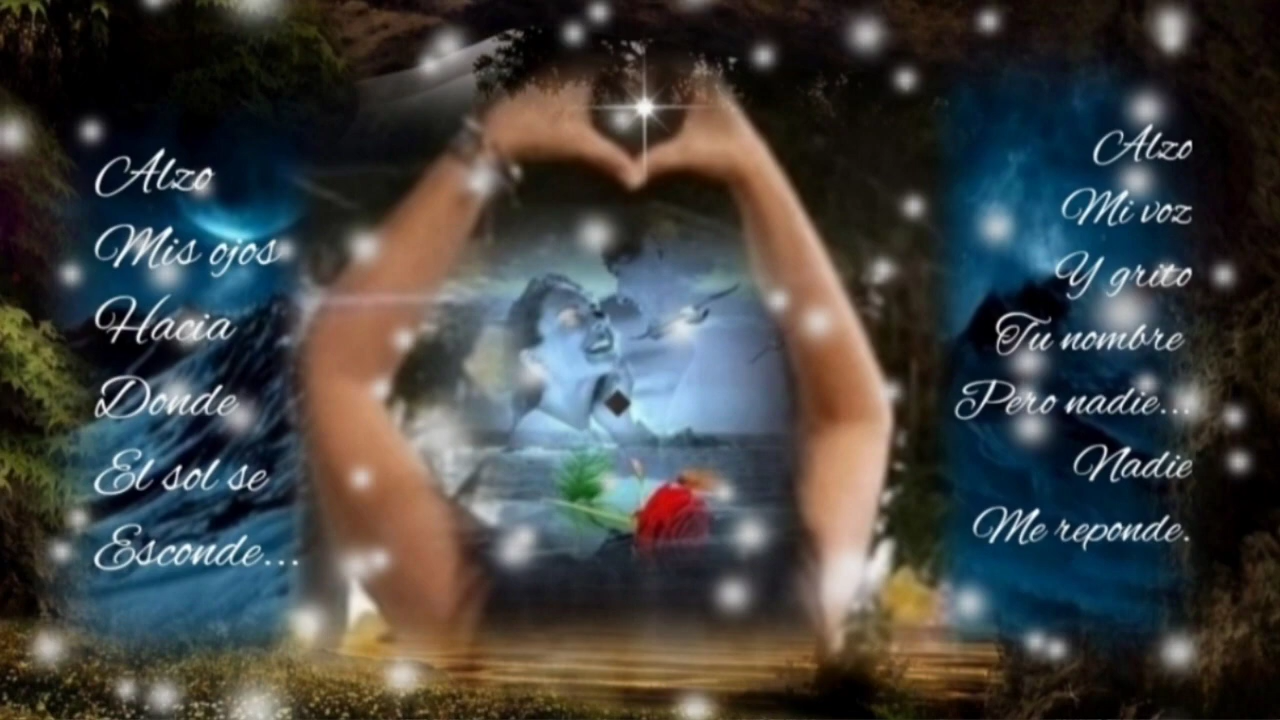 Alzo
Mis ojos
Hacia
Donde
El sol se
Esconde...
Alzo
Mi voz
Y grito
Tu nombre
Pero nadie...
Nadie
Me reponde.